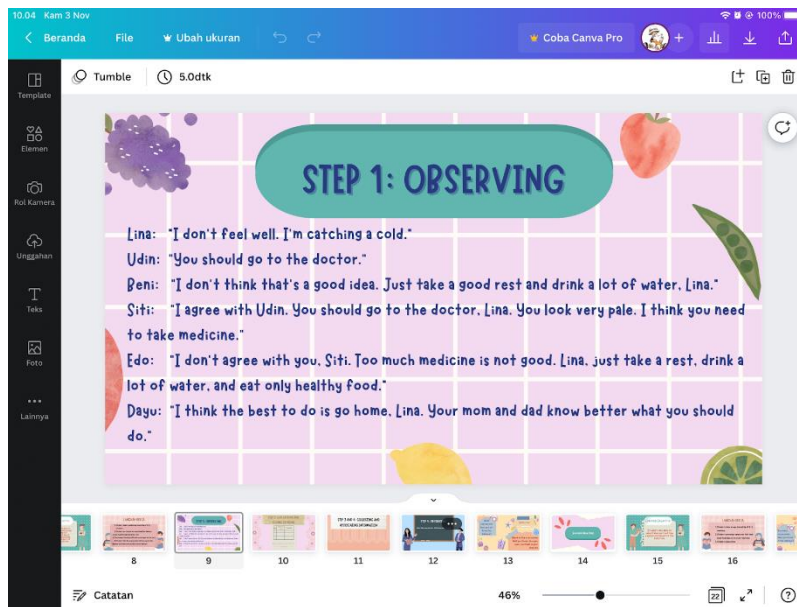 10.04 Kam 3 Nov
100%
Beranda File Ubah ukuran Coba Canva Pro
Template
Tumble 5.0dtk
Elemen
Rol Kamera
Unggahan
Teks
Foto
Lainnya
STEP 1: OBSERVING
Lina: "I don't feel well. I'm catching a cold."
Udin: "You should go to the doctor."
Beni: "I don't think that's a good idea. Just take a good rest and drink a lot of water, Lina."
Siti: "I agree with Udin. You should go to the doctor, Lina. You look very pale. I think you need
to take medicine."
Edo: "I don't agree with you, Siti. Too much medicine is not good. Lina, just take a rest, drink a
lot of water, and eat only healthy food."
Dayu: "I think the best to do is go home, Lina. Your mom and dad know better what you should
do."
8 9 10 11 12 13 14 15 16
Catatan 46% 22 ?